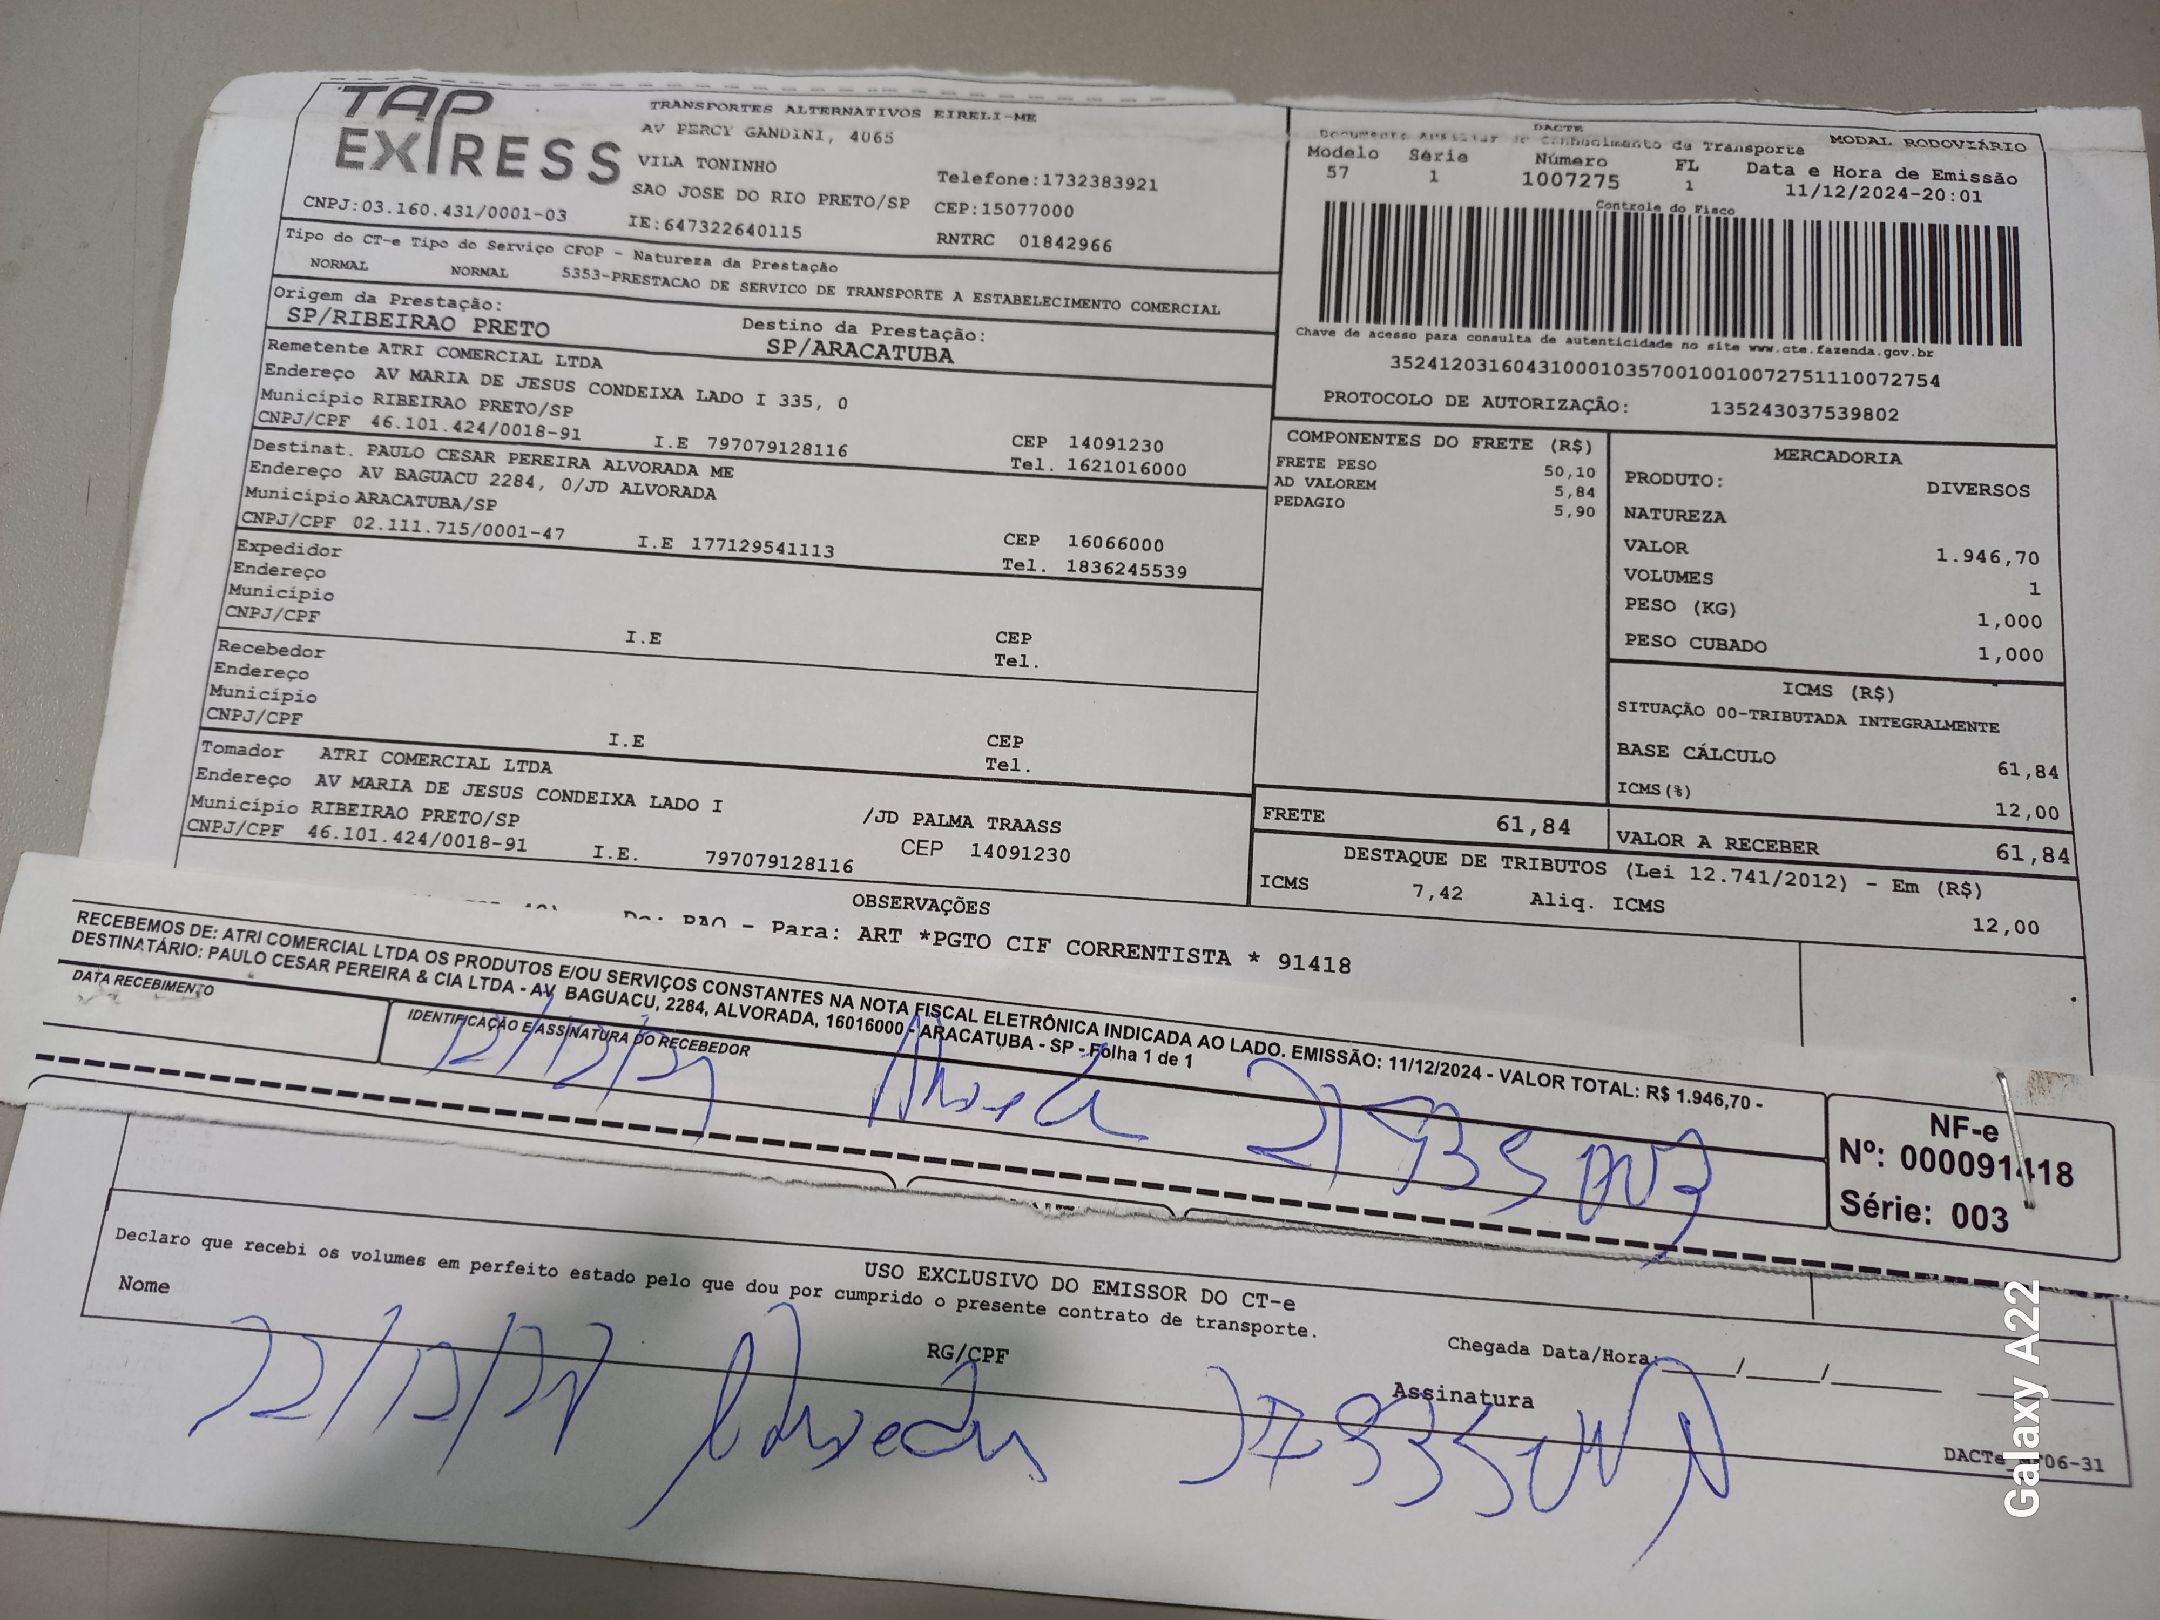 TAP
EXPRESS
TRANSPORTES ALTERNATIVOS EIRELI-ME
AV PERCY GANDINI, 4065
VILA TONINHO
Telefone:1732383921
SAO JOSE DO RIO PRETO/SP CEP:15077000
CNPJ:03.160.431/0001-03 IE:647322640115 RNTRC 01842966
Tipo do CT-e Tipo do Serviço CFOP - Natureza da Prestação
NORMAL NORMAL 5353-PRESTACAO DE SERVICO DE TRANSPORTE A ESTABELECIMENTO COMERCIAL
Origem da Prestação: Destino da Prestação:
SP/RIBEIRAO PRETO SP/ARACATUBA
Remetente ATRI COMERCIAL LTDA
Endereço AV MARIA DE JESUS CONDEIXA LADO I 335, 0
Município RIBEIRAO PRETO/SP CEP 14091230
CNPJ/CPF 46.101.424/0018-91 I.E 797079128116 Tel. 1621016000
Destinat. PAULO CESAR PEREIRA ALVORADA ME
Endereço AV BAGUACU 2284, 0/JD ALVORADA
Município ARACATUBA/SP CEP 16066000
CNPJ/CPF 02.111.715/0001-47 I.E 177129541113 Tel. 1836245539
Expedidor
Endereço
Município CEP
CNPJ/CPF I.E Tel.
Recebedor
Endereço
Município CEP
CNPJ/CPF I.E Tel.
Tomador ATRI COMERCIAL LTDA
Endereço AV MARIA DE JESUS CONDEIXA LADO I /JD PALMA TRAASS
Município RIBEIRAO PRETO/SP CEP 14091230
CNPJ/CPF 46.101.424/0018-91 I.E. 797079128116
DACTE MODAL RODOVIÁRIO
Documento Auxiliar de Conhecimento de Transporte
Modelo Série Número FL Data e Hora de Emissão
57 1 1007275 1 11/12/2024-20:01
Controle do Fisco
Chave de acesso para consulta de autenticidade no site www.cte.fazenda.gov.br
35241203160431000103570010010072751110072754
PROTOCOLO DE AUTORIZAÇÃO: 135243037539802
COMPONENTES DO FRETE (R$)
FRETE PESO 50,10
AD VALOREM 5,84
PEDAGIO 5,90
MERCADORIA
PRODUTO: DIVERSOS
NATUREZA
VALOR 1.946,70
VOLUMES 1
PESO (KG) 1,000
PESO CUBADO 1,000
ICMS (R$)
SITUAÇÃO 00-TRIBUTADA INTEGRALMENTE
BASE CÁLCULO 61,84
ICMS(%) 12,00
FRETE 61,84 VALOR A RECEBER 61,84
DESTAQUE DE TRIBUTOS (Lei 12.741/2012) - Em (R$)
ICMS 7,42 Aliq. ICMS 12,00
OBSERVAÇÕES
De: RAO - Para: ART *PGTO CIF CORRENTISTA * 91418
RECEBEMOS DE: ATRI COMERCIAL LTDA OS PRODUTOS E/OU SERVIÇOS CONSTANTES NA NOTA FISCAL ELETRÔNICA INDICADA AO LADO. EMISSÃO: 11/12/2024 - VALOR TOTAL: R$ 1.946,70 -
DESTINATÁRIO: PAULO CESAR PEREIRA & CIA LTDA - AV BAGUACU, 2284, ALVORADA, 16016000 - ARACATUBA - SP - Folha 1 de 1
DATA RECEBIMENTO IDENTIFICAÇÃO E ASSINATURA DO RECEBEDOR
NF-e
Nº: 000091418
Série: 003
USO EXCLUSIVO DO EMISSOR DO CT-e
Declaro que recebi os volumes em perfeito estado pelo que dou por cumprido o presente contrato de transporte.
Nome RG/CPF Assinatura Chegada Data/Hora:____/____/____
Galaxy A22